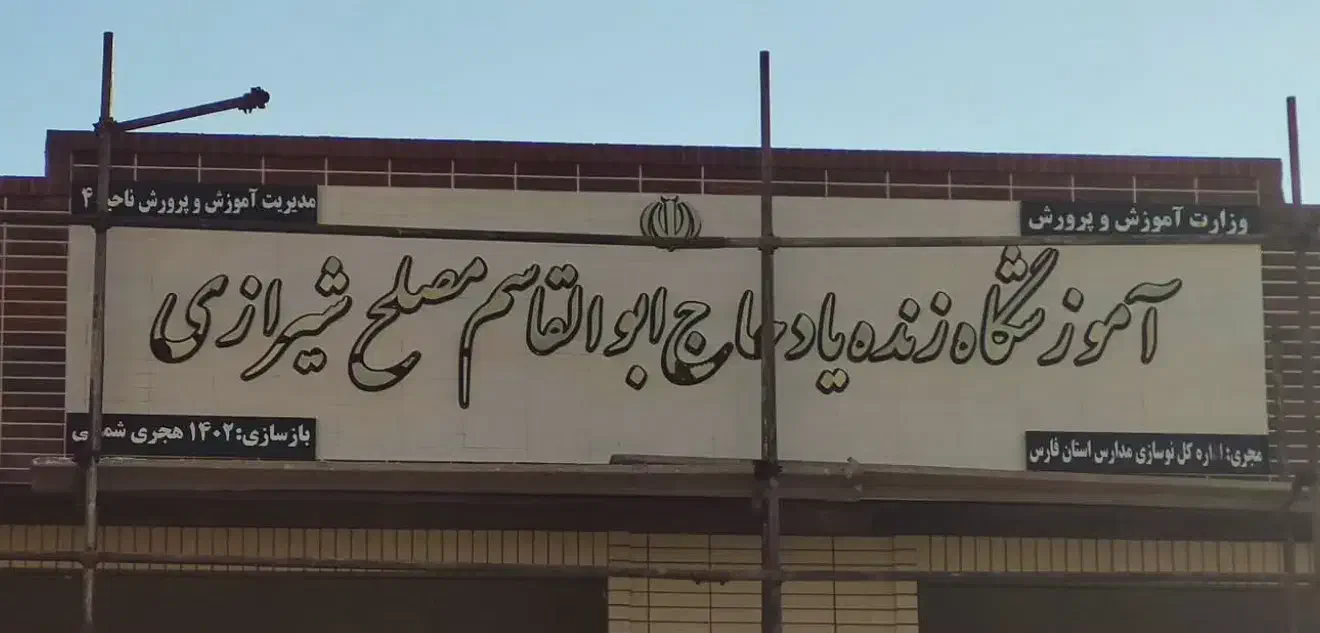 وزارت آموزش و پرورش
مدیریت آموزش و پرورش ناحیه ۴
آموزشگاه زنده یاد حاج ابوالقاسم مصلح شیرازی
مجری: اداره کل نوسازی مدارس استان فارس
بازسازی: ۱۴۰۲ هجری شمسی